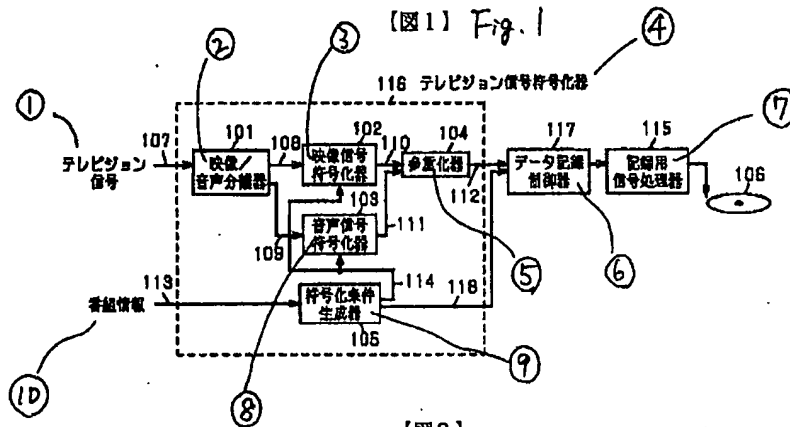 【図1】 Fig. 1
② ③ ④
116 テレビジョン信号符号化器
① ⑦
107 101 108 102 110 104 117 115
テレビジョン
信号
映像/
音声分離器
映像信号
符号化器
多重化器
データ記録
制御器
記録用
信号処理器
106
112
103
109 111
音声信号
符号化器
⑤ ⑥
113 114 118
番組情報
符号化条件
生成器
105
⑩ ⑧ ⑨